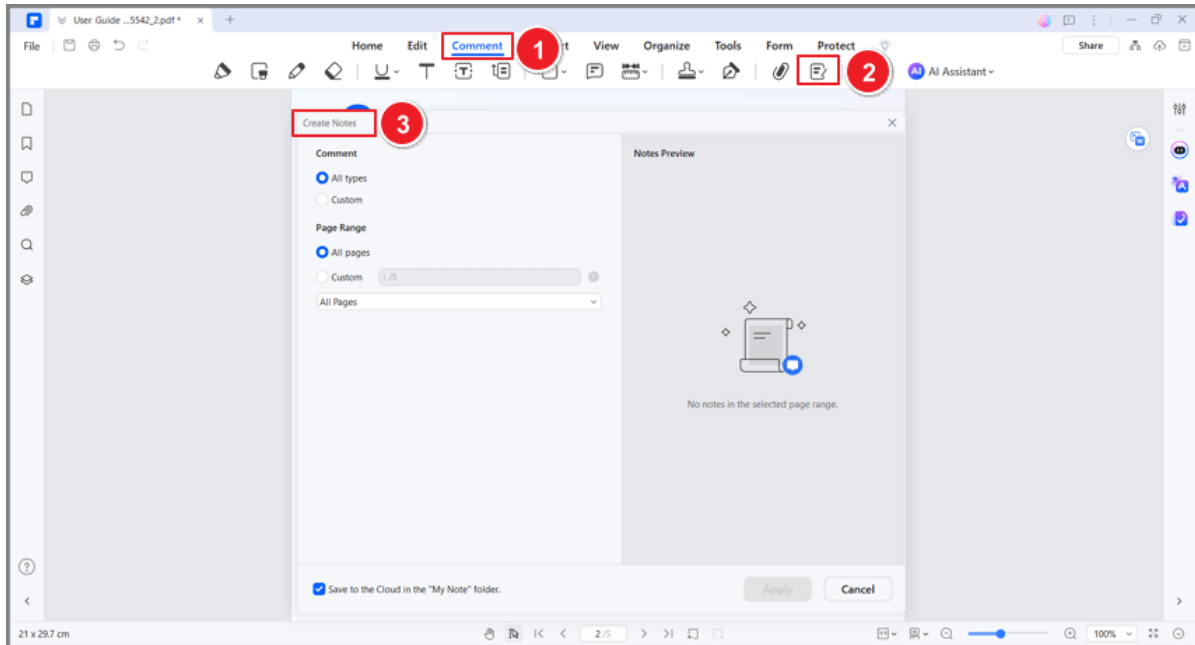 User Guide ...5542_2.pdf *
File
Home Edit Comment 1 t View Organize Tools Form Protect
Share
2
AI AI Assistant
Create Notes 3
Comment
Notes Preview
All types
Custom
Page Range
All pages
Custom 1 /5
All Pages
No notes in the selected page range.
Save to the Cloud in the "My Note" folder.
Apply
Cancel
21 x 29.7 cm
2 /5
100%